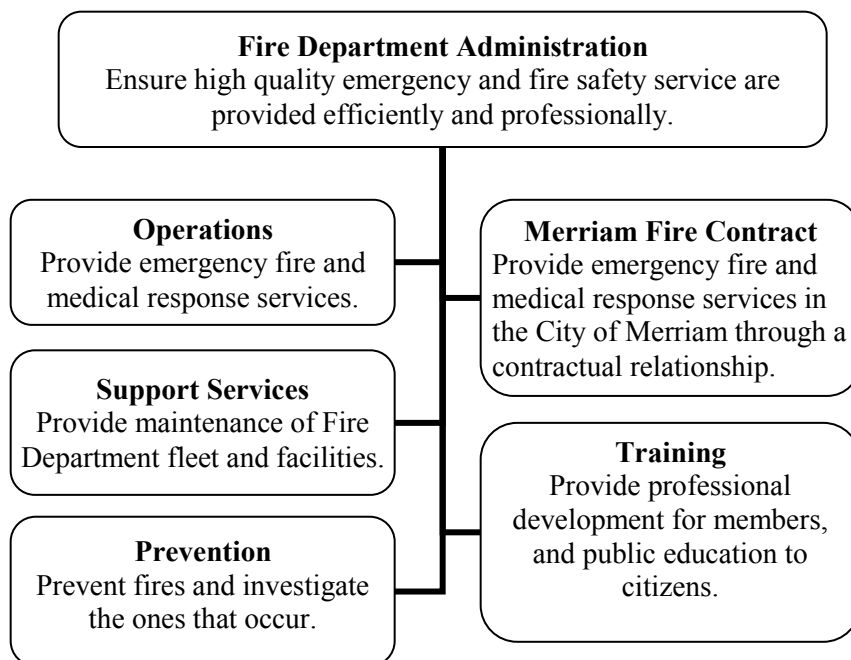 Fire Department Administration
Ensure high quality emergency and fire safety service are
provided efficiently and professionally.
Operations
Provide emergency fire and
medical response services.
Merriam Fire Contract
Provide emergency fire and
medical response services in
the City of Merriam through a
contractual relationship.
Support Services
Provide maintenance of Fire
Department fleet and facilities.
Training
Provide professional
development for members,
and public education to
citizens.
Prevention
Prevent fires and investigate
the ones that occur.